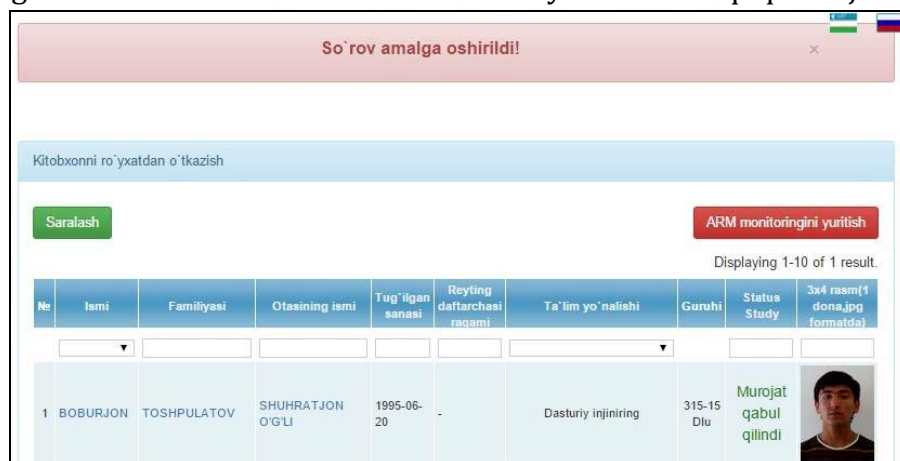 So`rov amalga oshirildi!
×
Kitobxonni ro`yxatdan o`tkazish
Saralash
ARM monitoringini yuritish
Displaying 1-10 of 1 result.
№ Ismi Familiyasi Otasining ismi Tug`ilgan sanasi Reyting daftarchasi raqami Ta`lim yo`nalishi Guruhi Status Study 3x4 rasm(1 dona,jpg formatda)
1 BOBURJON TOSHPULATOV SHUHRATJON O'G'LI 1995-06-20 - Dasturiy injiniring 315-15 DIu Murojat qabul qilindi